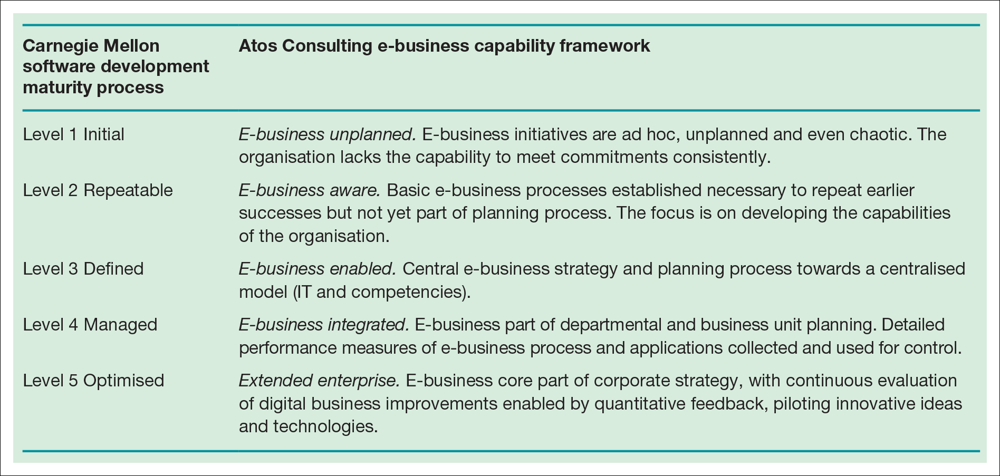 Carnegie Mellon
software development
maturity process
Atos Consulting e-business capability framework
Level 1 Initial
E-business unplanned. E-business initiatives are ad hoc, unplanned and even chaotic. The
organisation lacks the capability to meet commitments consistently.
Level 2 Repeatable
E-business aware. Basic e-business processes established necessary to repeat earlier
successes but not yet part of planning process. The focus is on developing the capabilities
of the organisation.
Level 3 Defined
E-business enabled. Central e-business strategy and planning process towards a centralised
model (IT and competencies).
Level 4 Managed
E-business integrated. E-business part of departmental and business unit planning. Detailed
performance measures of e-business process and applications collected and used for control.
Level 5 Optimised
Extended enterprise. E-business core part of corporate strategy, with continuous evaluation
of digital business improvements enabled by quantitative feedback, piloting innovative ideas
and technologies.